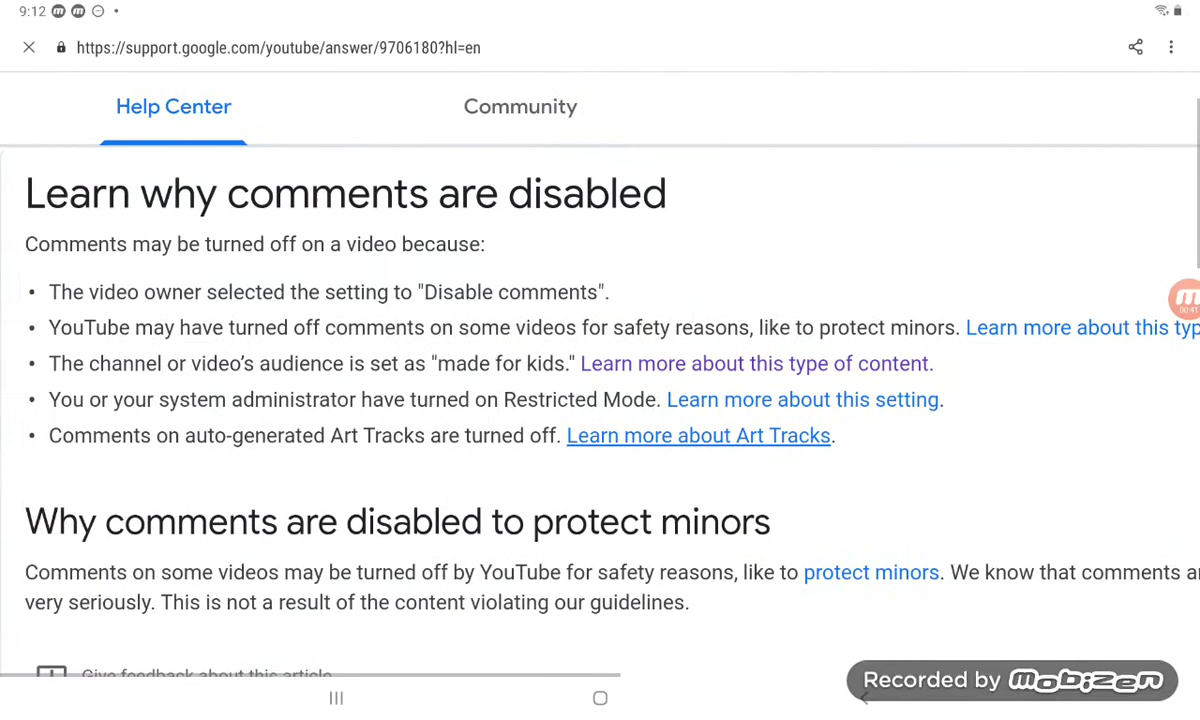 9:12
https://support.google.com/youtube/answer/9706180?hl=en
Help Center Community
Learn why comments are disabled
Comments may be turned off on a video because:
• The video owner selected the setting to "Disable comments".
• YouTube may have turned off comments on some videos for safety reasons, like to protect minors. Learn more about this typ
• The channel or video’s audience is set as "made for kids." Learn more about this type of content.
• You or your system administrator have turned on Restricted Mode. Learn more about this setting.
• Comments on auto-generated Art Tracks are turned off. Learn more about Art Tracks.
00:41
Why comments are disabled to protect minors
Comments on some videos may be turned off by YouTube for safety reasons, like to protect minors. We know that comments a
very seriously. This is not a result of the content violating our guidelines.
Give feedback about this article
Recorded by mobizen